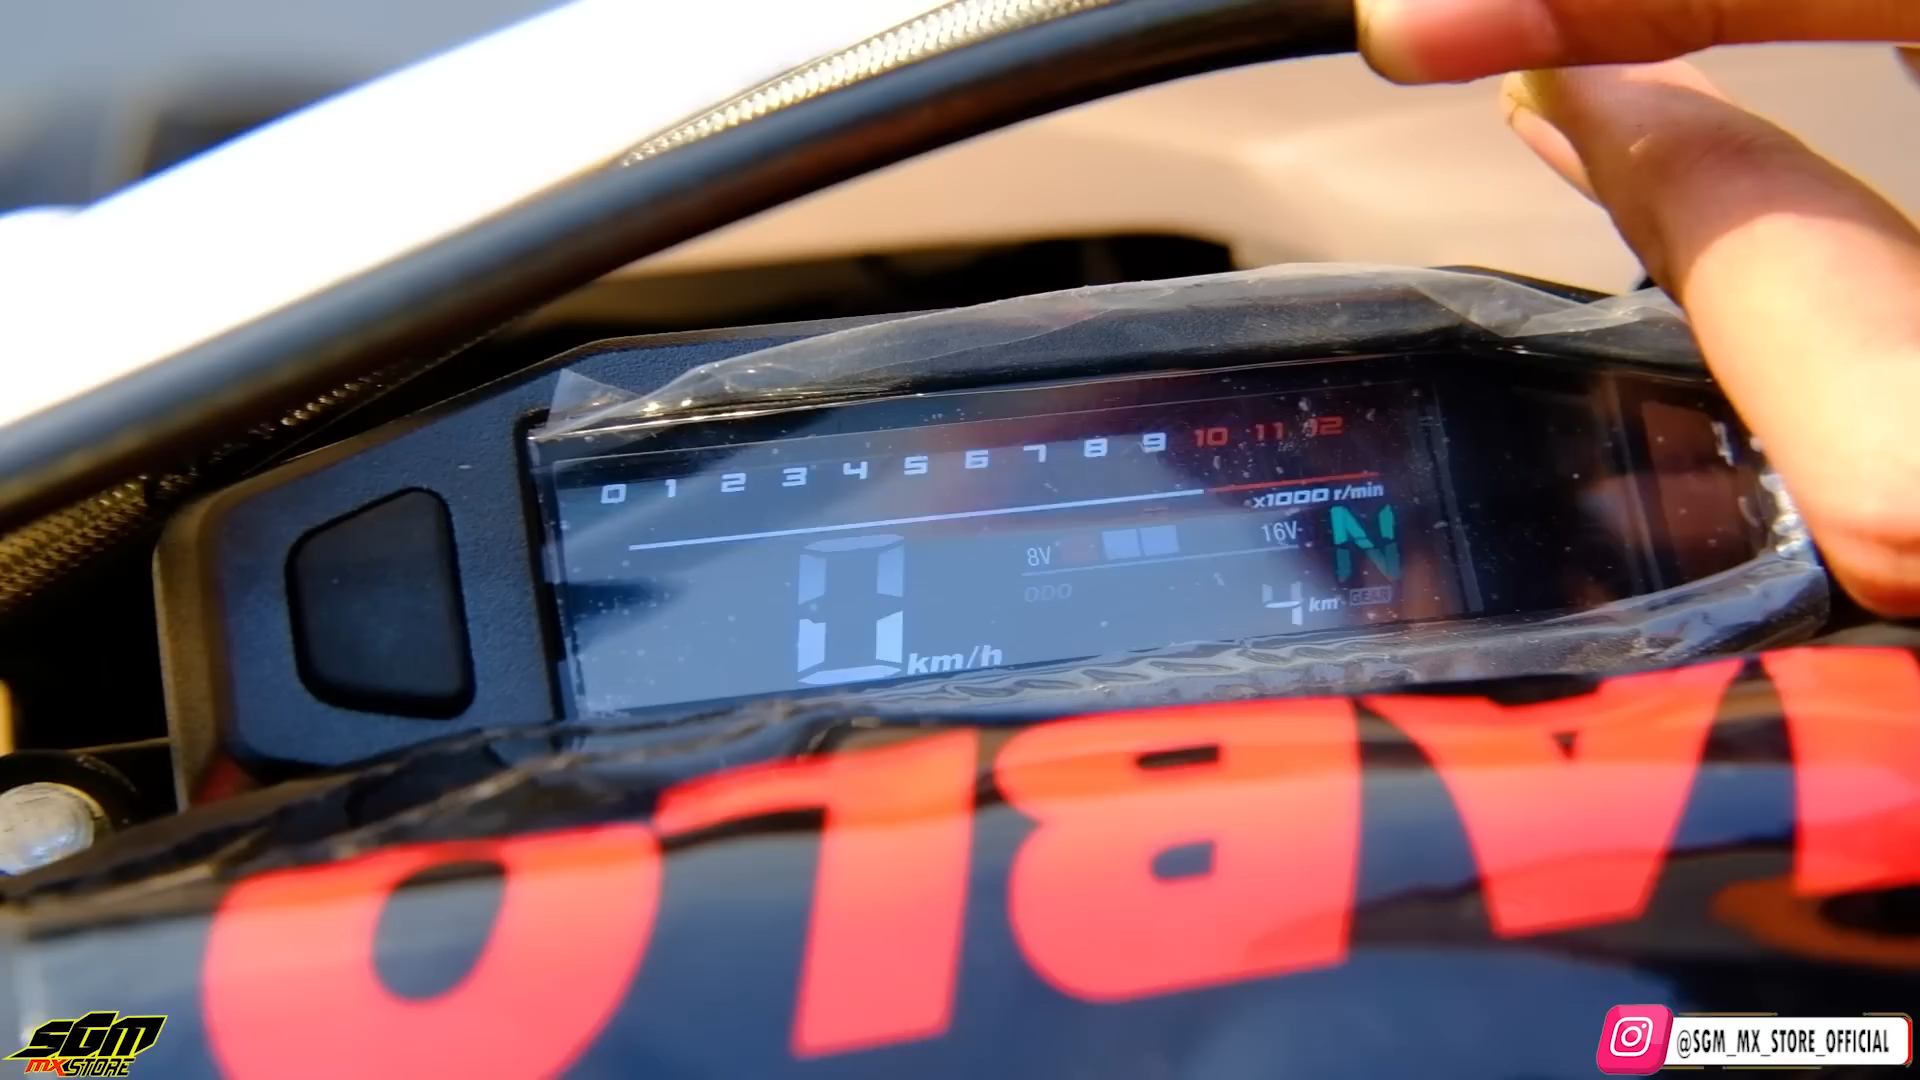 0 1 2 3 4 5 6 7 8 9 10 11 12
x1000 r/min
8V 16V N
ODO
4 km GEAR
0 km/h
DIABLO
SGM
MX STORE
@SGM_MX_STORE_OFFICIAL